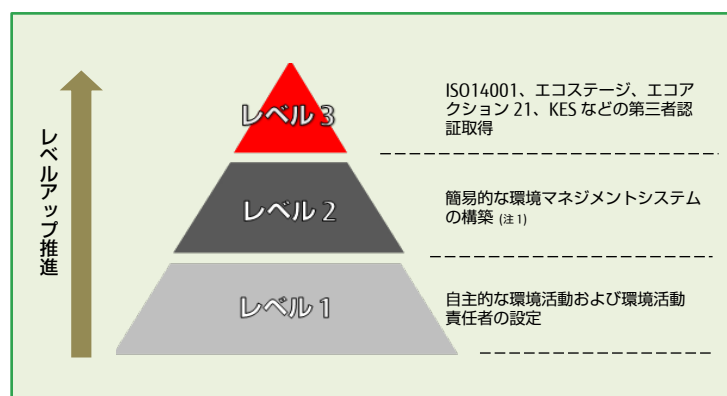 レベルアップ推進
レベル 3
ISO14001、エコステージ、エコア
クション 21、KES などの第三者認
証取得
レベル 2
簡易的な環境マネジメントシステム
の構築 (注 1)
レベル 1
自主的な環境活動および環境活動
責任者の設定